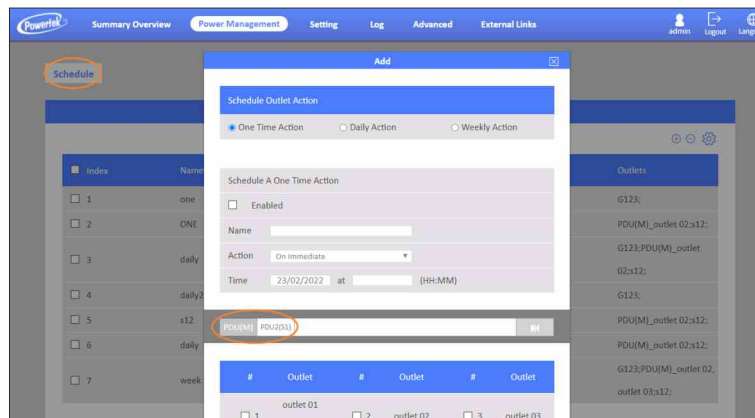 Powertek
Summary Overview Power Management Setting Log Advanced External Links admin Logout
Schedule
Add
Schedule Outlet Action
One Time Action Daily Action Weekly Action
Index Name Outlets
Schedule A One Time Action
1 one G123;
Enabled
2 ONE PDU(M)_outlet 02;s12;
Name
3 daily G123;PDU(M)_outlet
02;s12;
Action On immediate
Time 23/02/2022 at (HH:MM)
4 daily2 G123;
5 s12 PDU(M)_outlet 02;s12;
PDU(M) PDU2(S1)
6 daily PDU(M)_outlet 02;s12;
7 week G123;PDU(M)_outlet 02,
outlet 03;s12;
# Outlet # Outlet # Outlet
outlet 01
1 2 outlet 02 3 outlet 03